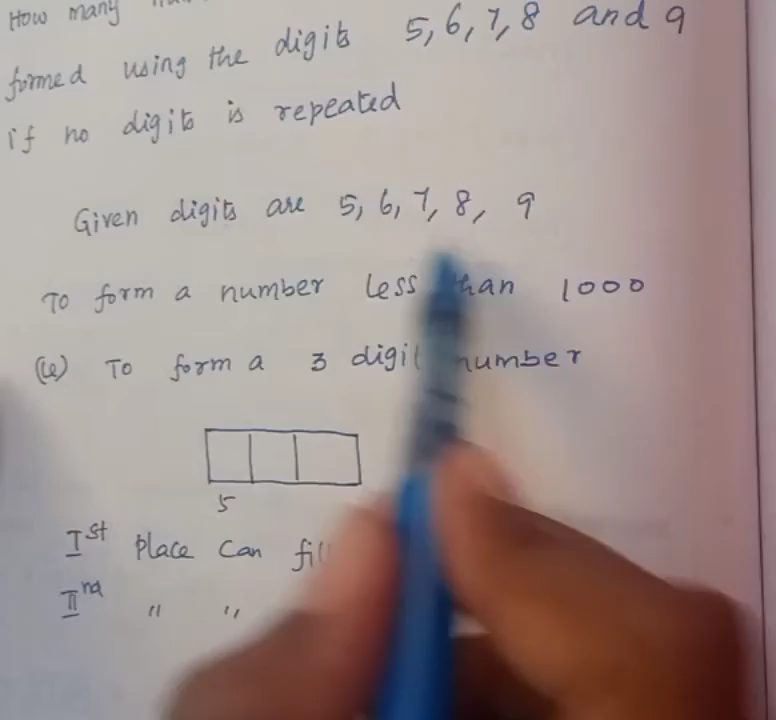 How many
formed using the digits 5, 6, 7, 8 and 9
if no digits is repeated
Given digits are 5, 6, 7, 8, 9
To form a number less than 1000
(ie) To form a 3 digit number
5
Ist place can fill
IInd " "